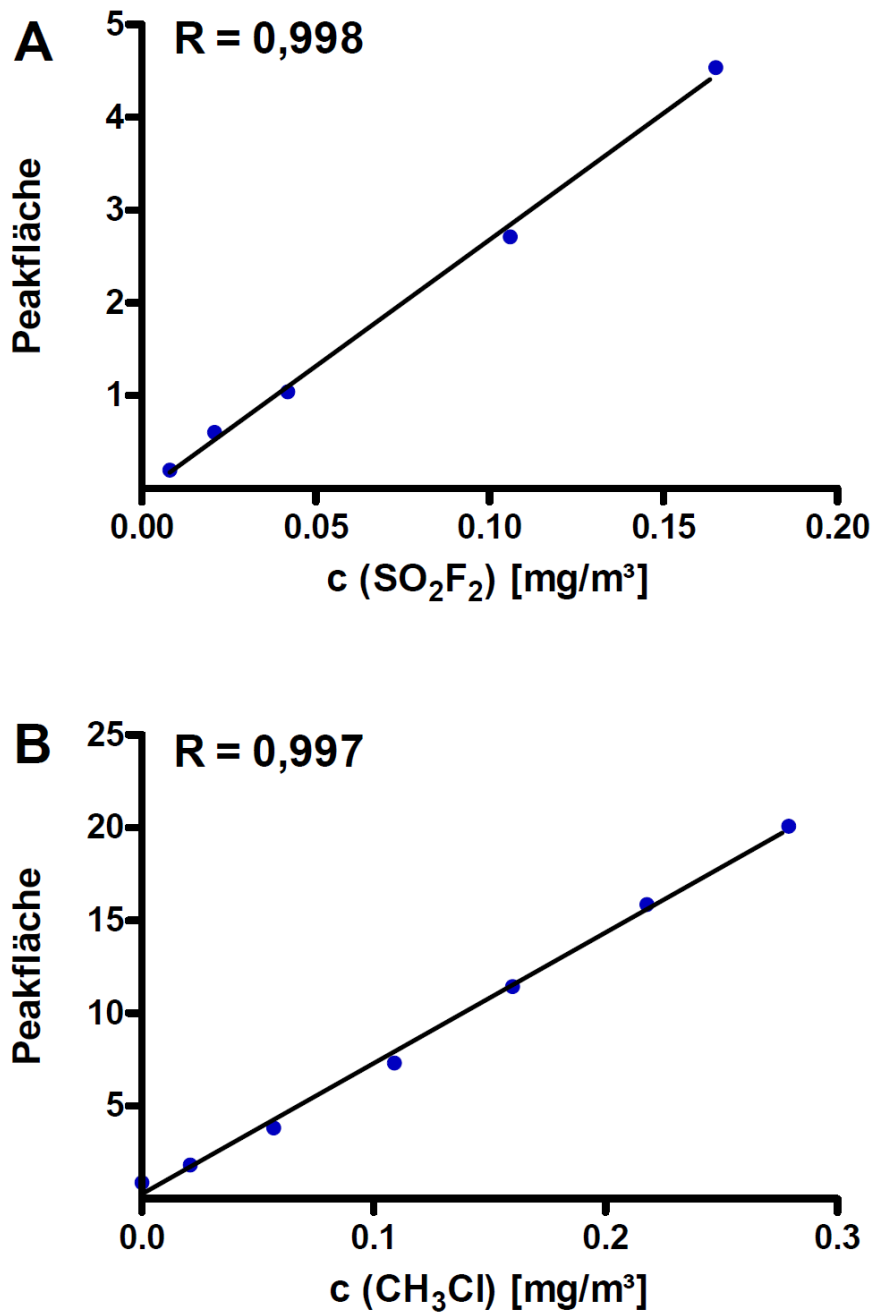 A
R = 0,998
5
4
3
2
1
Peakfläche
0.00 0.05 0.10 0.15 0.20
c (SO₂F₂) [mg/m³]
B
R = 0,997
25
20
15
10
5
Peakfläche
0.0 0.1 0.2 0.3
c (CH₃Cl) [mg/m³]